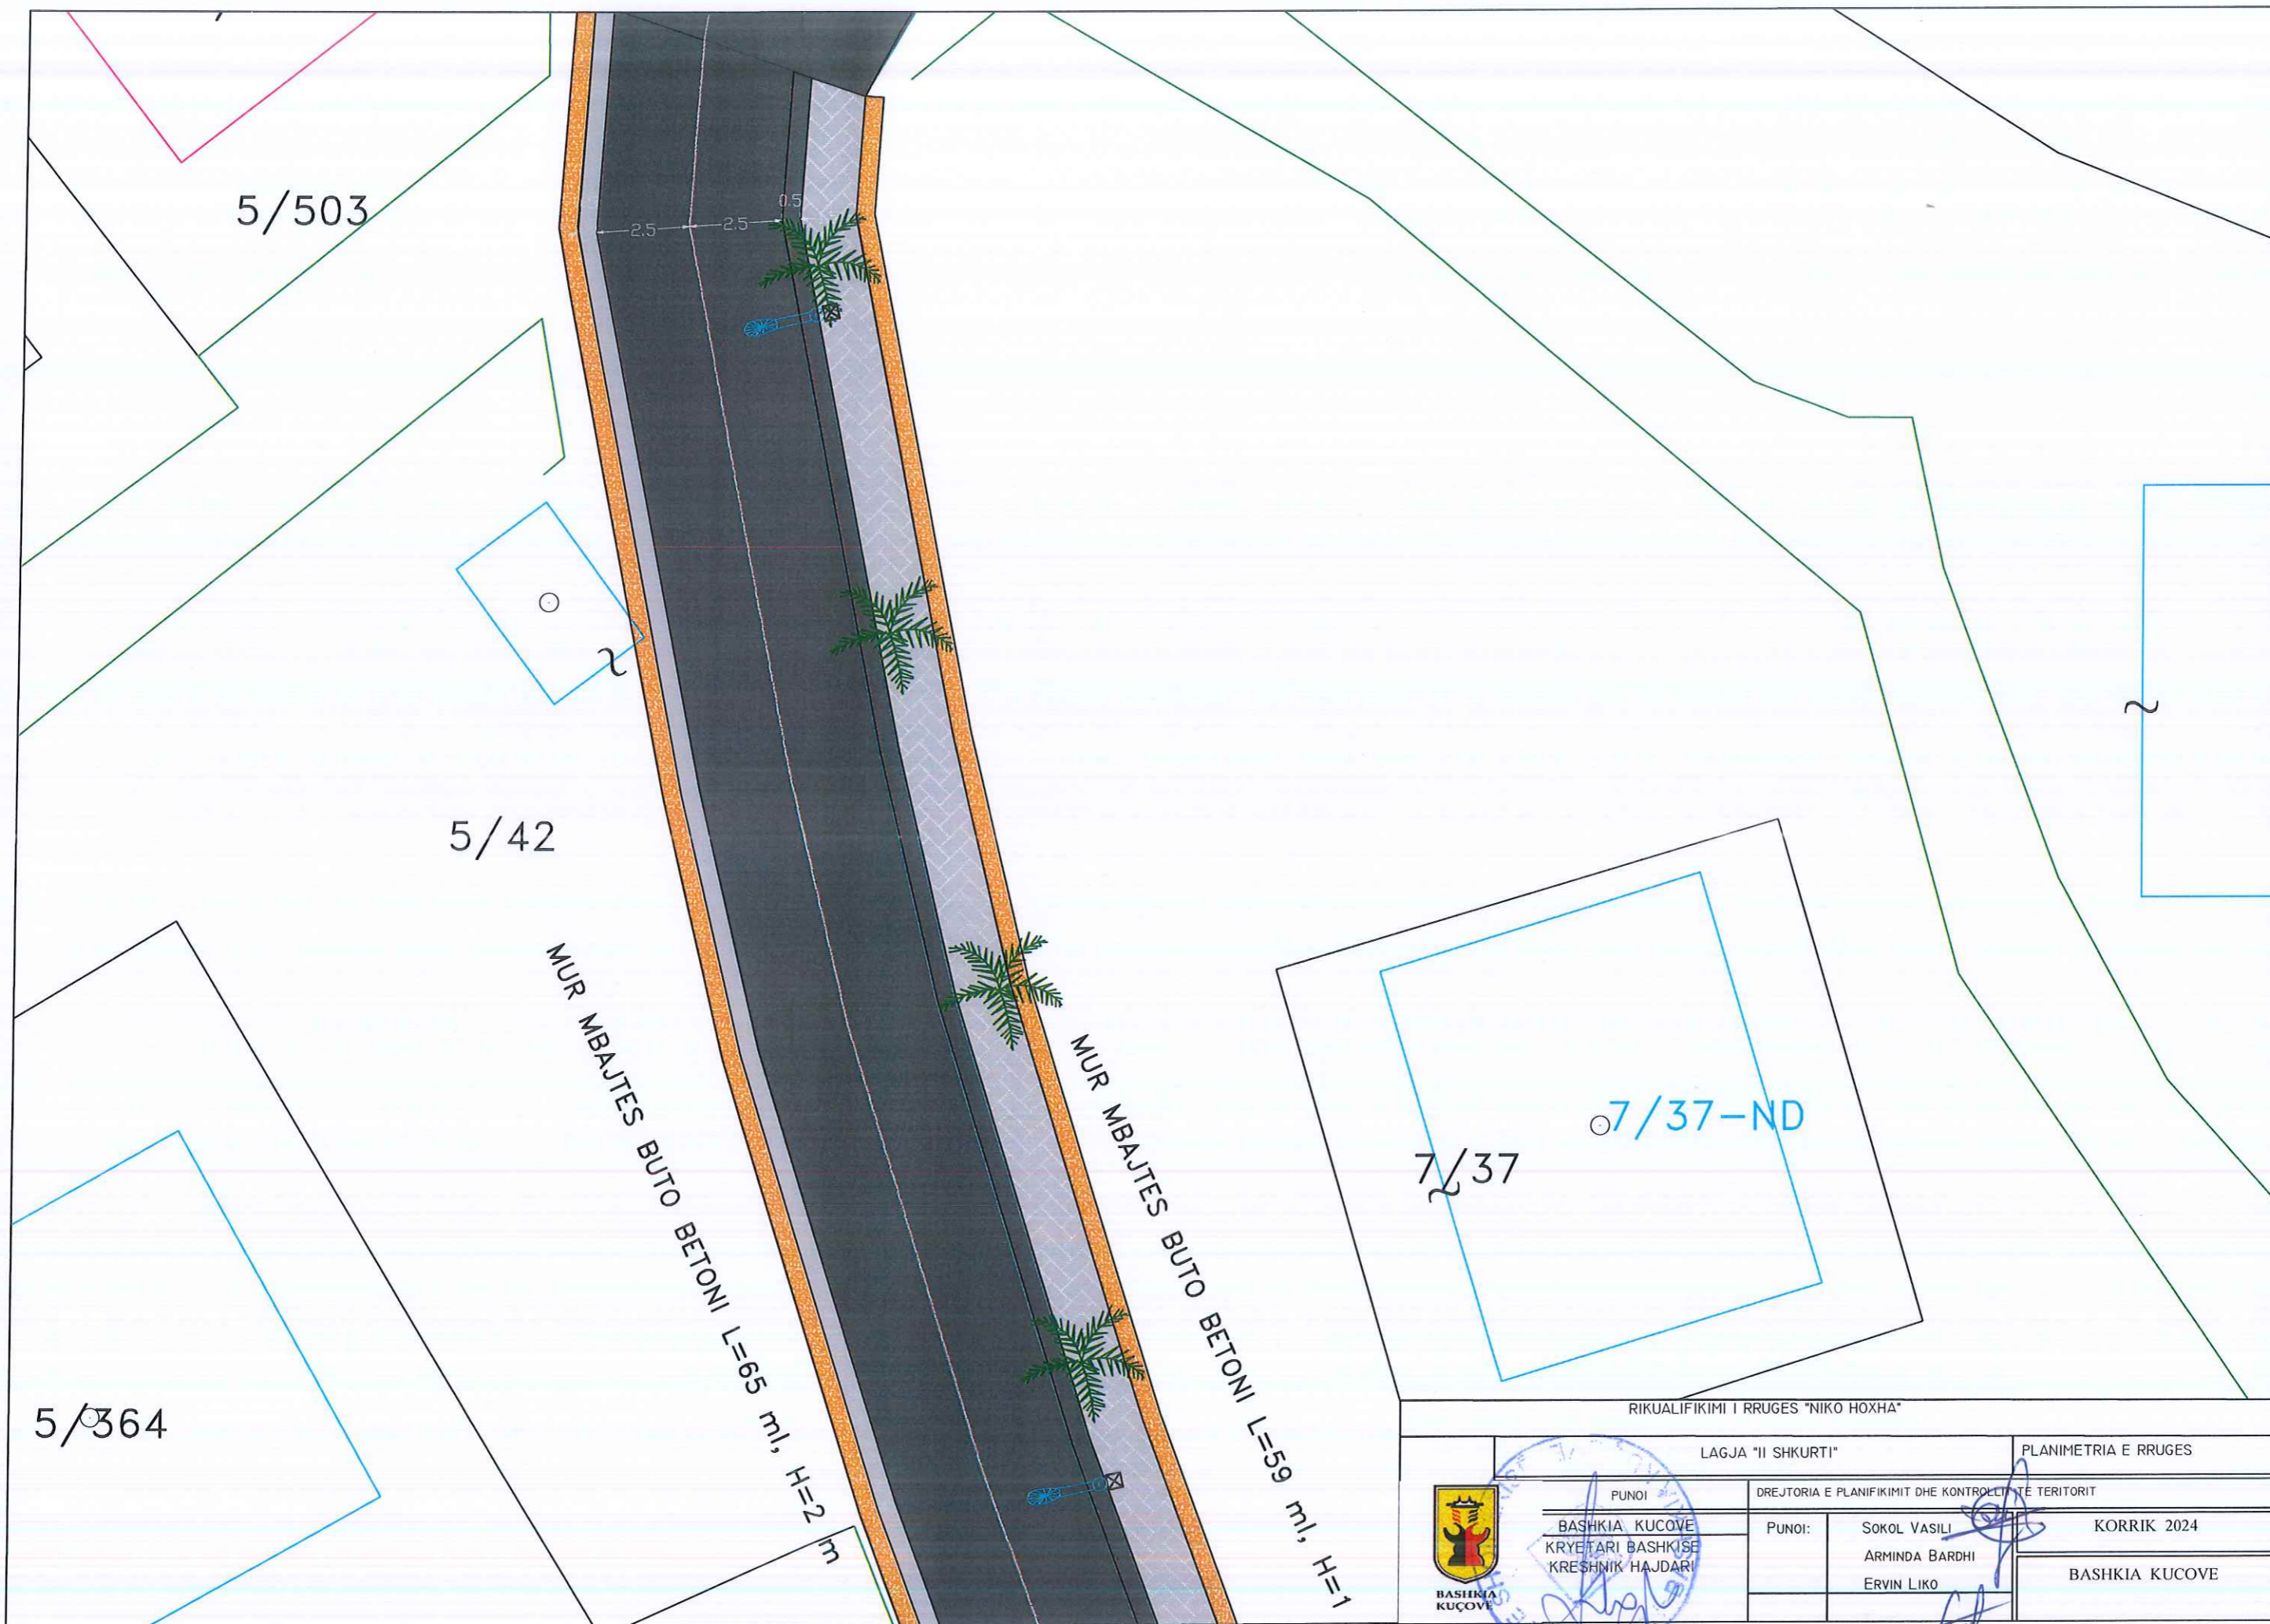 5/503
2.5
2.5
0.5
5/42
MUR MBAJTES BUTO BETONI L=65 ml, H=2 m
MUR MBAJTES BUTO BETONI L=59 ml, H=1
7/37-ND
7/37
5/364
RIKUALIFIKIMI I RRUGES "NIKO HOXHA"
LAGJA "II SHKURTI"
PLANIMETRIA E RRUGES
PUNOI
DREJTORIA E PLANIFIKIMIT DHE KONTROLLIT TE TERITORIT
BASHKIA KUCOVE
KRYETARI BASHKISE
KRESHNIK HAJDARI
PUNOI:
SOKOL VASILI
ARMINDA BARDHI
ERVIN LIKO
KORRIK 2024
BASHKIA KUCOVE
BASHKIA
KUÇOVË